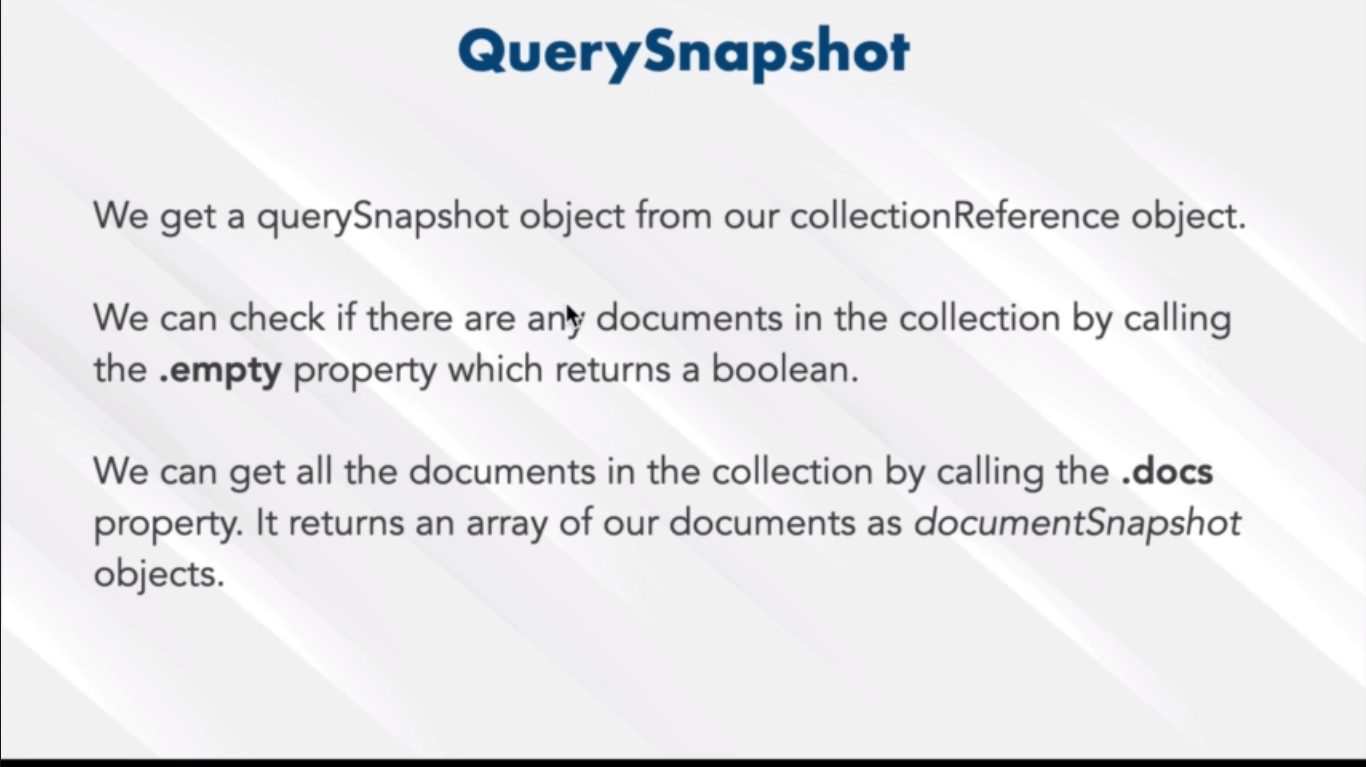 QuerySnapshot
We get a querySnapshot object from our collectionReference object.
We can check if there are any documents in the collection by calling
the .empty property which returns a boolean.
We can get all the documents in the collection by calling the .docs
property. It returns an array of our documents as documentSnapshot
objects.